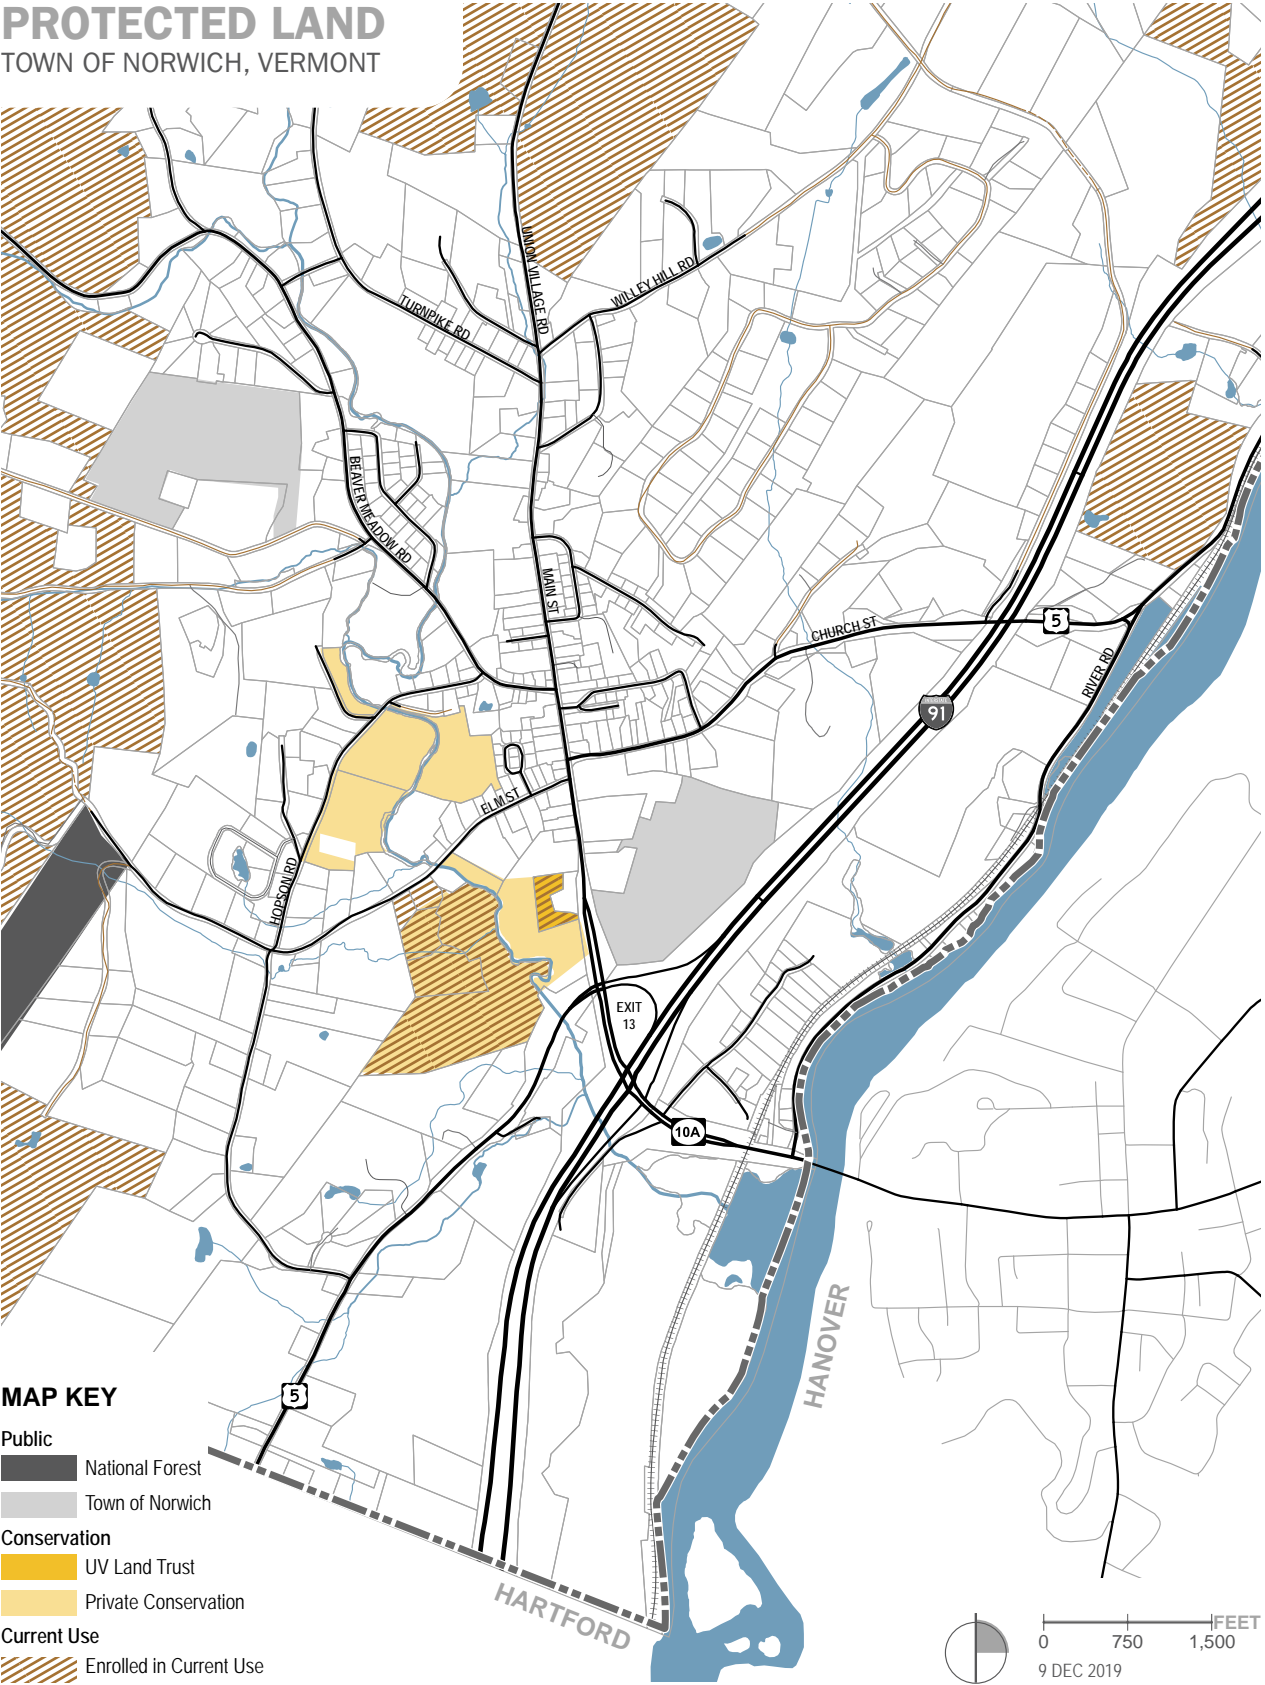 PROTECTED LAND
TOWN OF NORWICH, VERMONT
UNION VILLAGE RD
WILLEY HILL RD
TURNPIKE RD
BEAVER MEADOW RD
MAIN ST
CHURCH ST
5
RIVER RD
91
ELM ST
HOPSON RD
EXIT
13
10A
HANOVER
5
HARTFORD
MAP KEY
Public
National Forest
Town of Norwich
Conservation
UV Land Trust
Private Conservation
Current Use
Enrolled in Current Use
FEET
0 750 1,500
9 DEC 2019